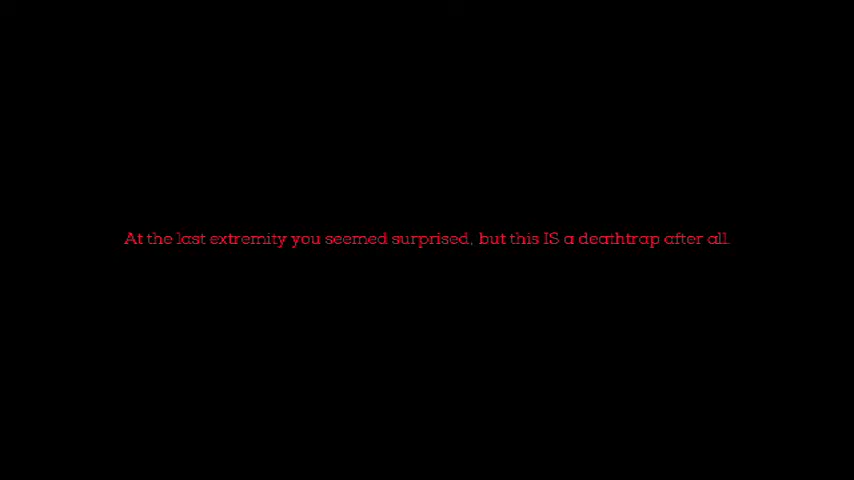 At the last extremity you seemed surprised, but this IS a deathtrap after all.